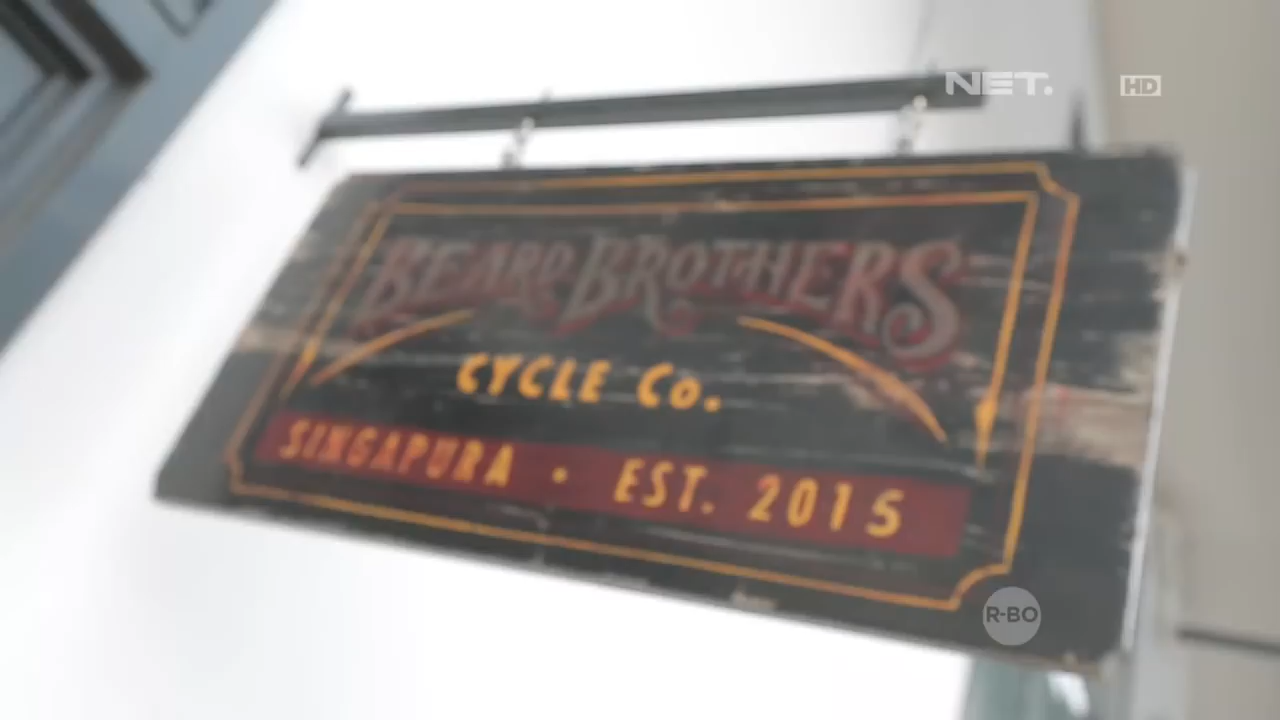 NET.
HD
BEARD BROTHERS
CYCLE Co.
SINGAPURA · EST. 2015
R-BO